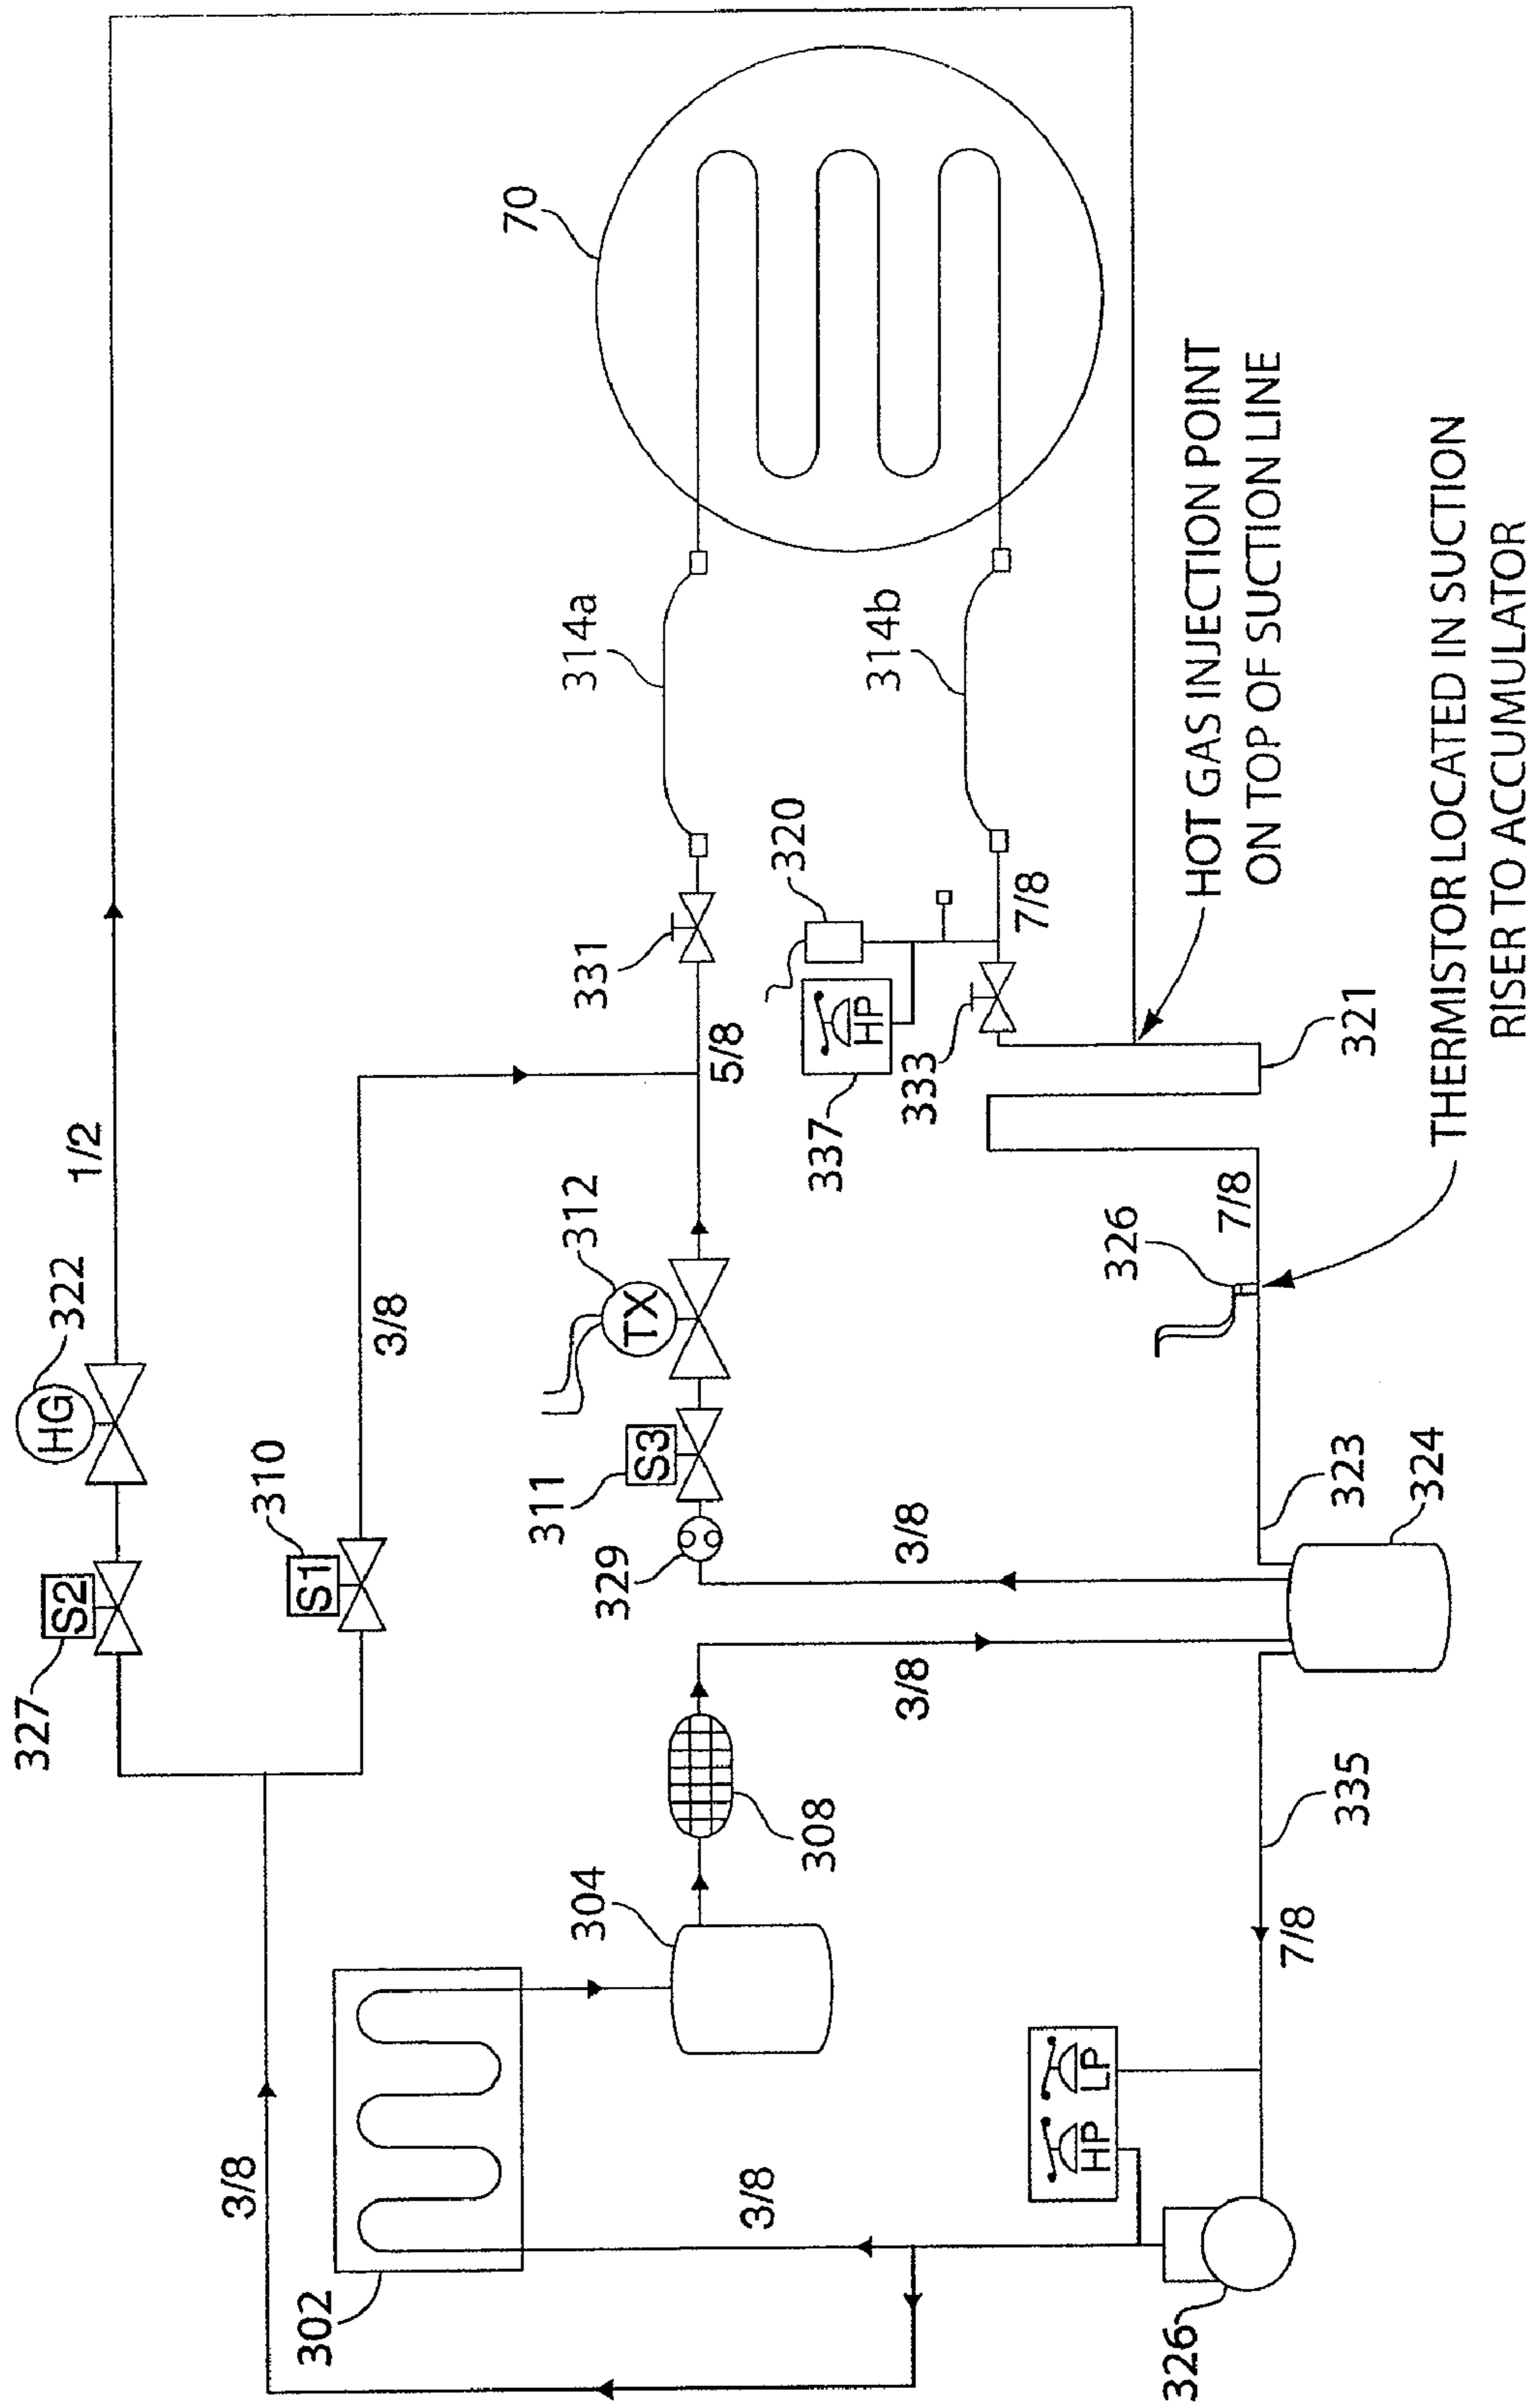 1/2
HG
322
S2
327
S1
310
3/8
3/8
302
3/8
304
308
3/8
329
3/8
311
S3
TX
312
5/8
331
314a
70
314b
320
HP
337
333
7/8
HOT GAS INJECTION POINT
ON TOP OF SUCTION LINE
321
7/8
326
THERMISTOR LOCATED IN SUCTION
RISER TO ACCUMULATOR
323
324
335
7/8
HP
LP
326